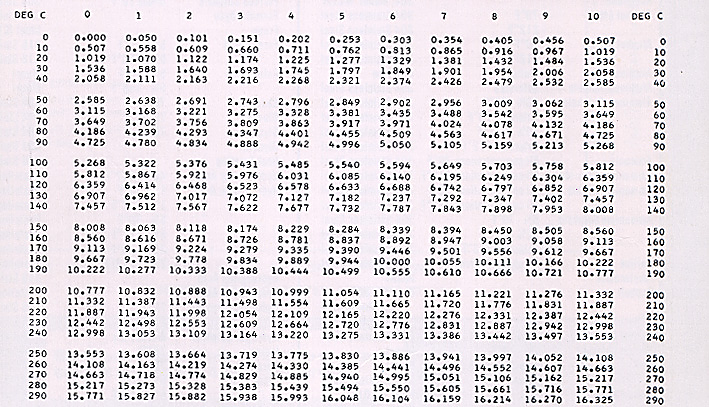 DEG C 0 1 2 3 4 5 6 7 8 9 10 DEG C
0 0.000 0.050 0.101 0.151 0.202 0.253 0.303 0.354 0.405 0.456 0.507 0
10 0.507 0.558 0.609 0.660 0.711 0.762 0.813 0.865 0.916 0.967 1.019 10
20 1.019 1.070 1.122 1.174 1.225 1.277 1.329 1.381 1.432 1.484 1.536 20
30 1.536 1.588 1.640 1.693 1.745 1.797 1.849 1.901 1.954 2.006 2.058 30
40 2.058 2.111 2.163 2.216 2.268 2.321 2.374 2.426 2.479 2.532 2.585 40
50 2.585 2.638 2.691 2.743 2.796 2.849 2.902 2.956 3.009 3.062 3.115 50
60 3.115 3.168 3.221 3.275 3.328 3.381 3.435 3.488 3.542 3.595 3.649 60
70 3.649 3.702 3.756 3.809 3.863 3.917 3.971 4.024 4.078 4.132 4.186 70
80 4.186 4.239 4.293 4.347 4.401 4.455 4.509 4.563 4.617 4.671 4.725 80
90 4.725 4.780 4.834 4.888 4.942 4.996 5.050 5.105 5.159 5.213 5.268 90
100 5.268 5.322 5.376 5.431 5.485 5.540 5.594 5.649 5.703 5.758 5.812 100
110 5.812 5.867 5.921 5.976 6.031 6.085 6.140 6.195 6.249 6.304 6.359 110
120 6.359 6.414 6.468 6.523 6.578 6.633 6.688 6.742 6.797 6.852 6.907 120
130 6.907 6.962 7.017 7.072 7.127 7.182 7.237 7.292 7.347 7.402 7.457 130
140 7.457 7.512 7.567 7.622 7.677 7.732 7.787 7.843 7.898 7.953 8.008 140
150 8.008 8.063 8.118 8.174 8.229 8.284 8.339 8.394 8.450 8.505 8.560 150
160 8.560 8.616 8.671 8.726 8.781 8.837 8.892 8.947 9.003 9.058 9.113 160
170 9.113 9.169 9.224 9.279 9.335 9.390 9.446 9.501 9.556 9.612 9.667 170
180 9.667 9.723 9.778 9.834 9.889 9.944 10.000 10.055 10.111 10.166 10.222 180
190 10.222 10.277 10.333 10.388 10.444 10.499 10.555 10.610 10.666 10.721 10.777 190
200 10.777 10.832 10.888 10.943 10.999 11.054 11.110 11.165 11.221 11.276 11.332 200
210 11.332 11.387 11.443 11.498 11.554 11.609 11.665 11.720 11.776 11.831 11.887 210
220 11.887 11.943 11.998 12.054 12.109 12.165 12.220 12.276 12.331 12.387 12.442 220
230 12.442 12.498 12.553 12.609 12.664 12.720 12.776 12.831 12.887 12.942 12.998 230
240 12.998 13.053 13.109 13.164 13.220 13.275 13.331 13.386 13.442 13.497 13.553 240
250 13.553 13.608 13.664 13.719 13.775 13.830 13.886 13.941 13.997 14.052 14.108 250
260 14.108 14.163 14.219 14.274 14.330 14.385 14.441 14.496 14.552 14.607 14.663 260
270 14.663 14.718 14.774 14.829 14.885 14.940 14.995 15.051 15.106 15.162 15.217 270
280 15.217 15.273 15.328 15.383 15.439 15.494 15.550 15.605 15.661 15.716 15.771 280
290 15.771 15.827 15.882 15.938 15.993 16.048 16.104 16.159 16.214 16.270 16.325 290